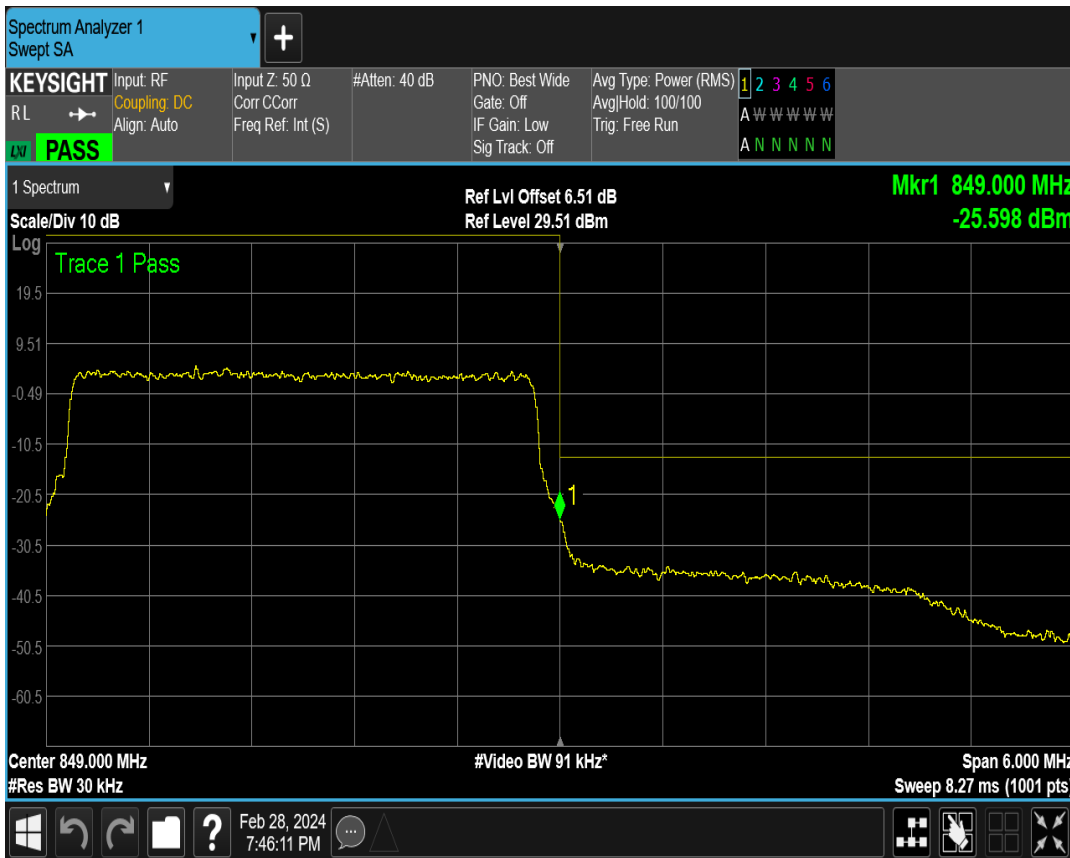 Spectrum Analyzer 1
Swept SA
+
KEYSIGHT
RL
LXI PASS
Input: RF
Coupling: DC
Align: Auto
Input Z: 50 Ω
Corr CCorr
Freq Ref: Int (S)
#Atten: 40 dB
PNO: Best Wide
Gate: Off
IF Gain: Low
Sig Track: Off
Avg Type: Power (RMS)
Avg|Hold: 100/100
Trig: Free Run
1 2 3 4 5 6
A W W W W W
A N N N N N
1 Spectrum
Scale/Div 10 dB
Ref Lvl Offset 6.51 dB
Ref Level 29.51 dBm
Mkr1 849.000 MHz
-25.598 dBm
Log
Trace 1 Pass
19.5
9.51
-0.49
-10.5
-20.5
-30.5
-40.5
-50.5
-60.5
1
Center 849.000 MHz
#Res BW 30 kHz
#Video BW 91 kHz*
Span 6.000 MHz
Sweep 8.27 ms (1001 pts)
?
Feb 28, 2024
7:46:11 PM